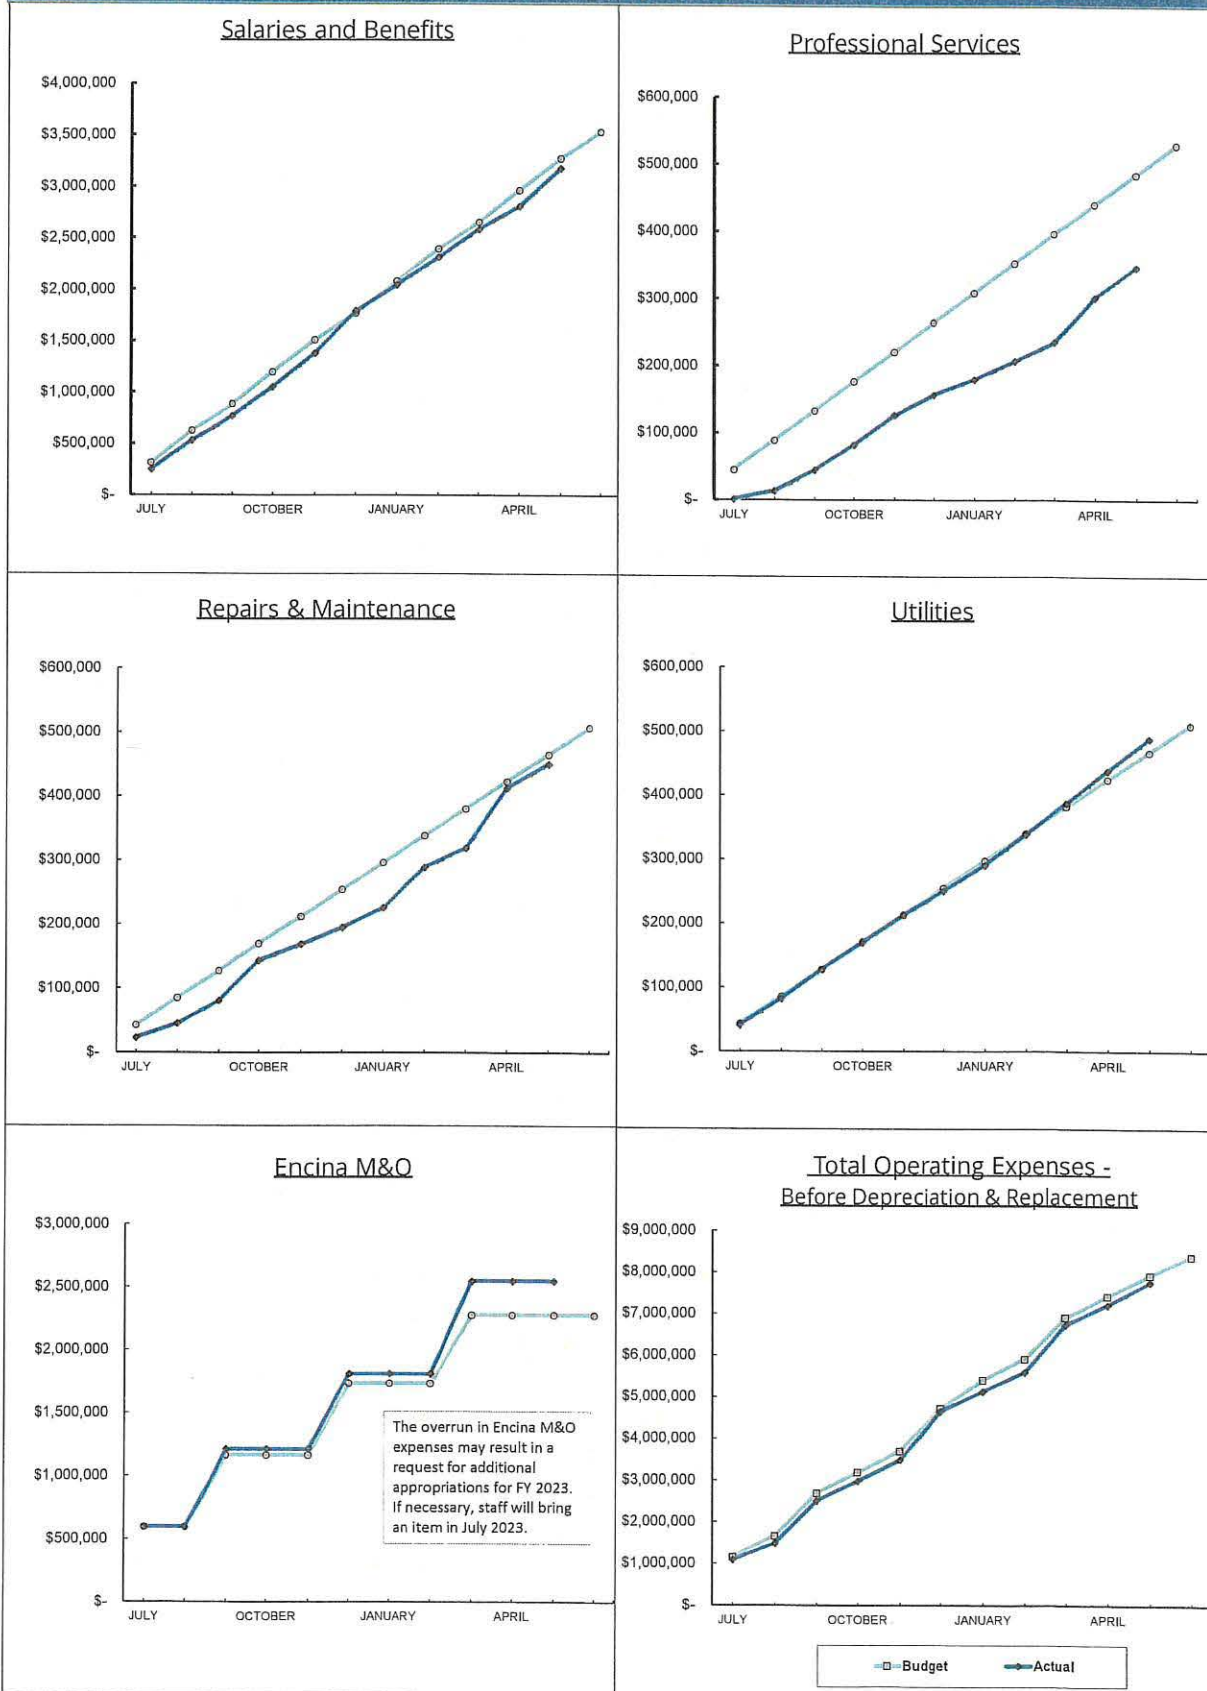 Salaries and Benefits
$4,000,000
$3,500,000
$3,000,000
$2,500,000
$2,000,000
$1,500,000
$1,000,000
$500,000
$-
JULY OCTOBER JANUARY APRIL
Professional Services
$600,000
$500,000
$400,000
$300,000
$200,000
$100,000
$-
JULY OCTOBER JANUARY APRIL
Repairs & Maintenance
$600,000
$500,000
$400,000
$300,000
$200,000
$100,000
$-
JULY OCTOBER JANUARY APRIL
Utilities
$600,000
$500,000
$400,000
$300,000
$200,000
$100,000
$-
JULY OCTOBER JANUARY APRIL
Encina M&O
$3,000,000
$2,500,000
$2,000,000
$1,500,000
$1,000,000
$500,000
$-
The overrun in Encina M&O
expenses may result in a
request for additional
appropriations for FY 2023.
If necessary, staff will bring
an item in July 2023.
JULY OCTOBER JANUARY APRIL
Total Operating Expenses -
Before Depreciation & Replacement
$9,000,000
$8,000,000
$7,000,000
$6,000,000
$5,000,000
$4,000,000
$3,000,000
$2,000,000
$1,000,000
$-
JULY OCTOBER JANUARY APRIL
Budget Actual